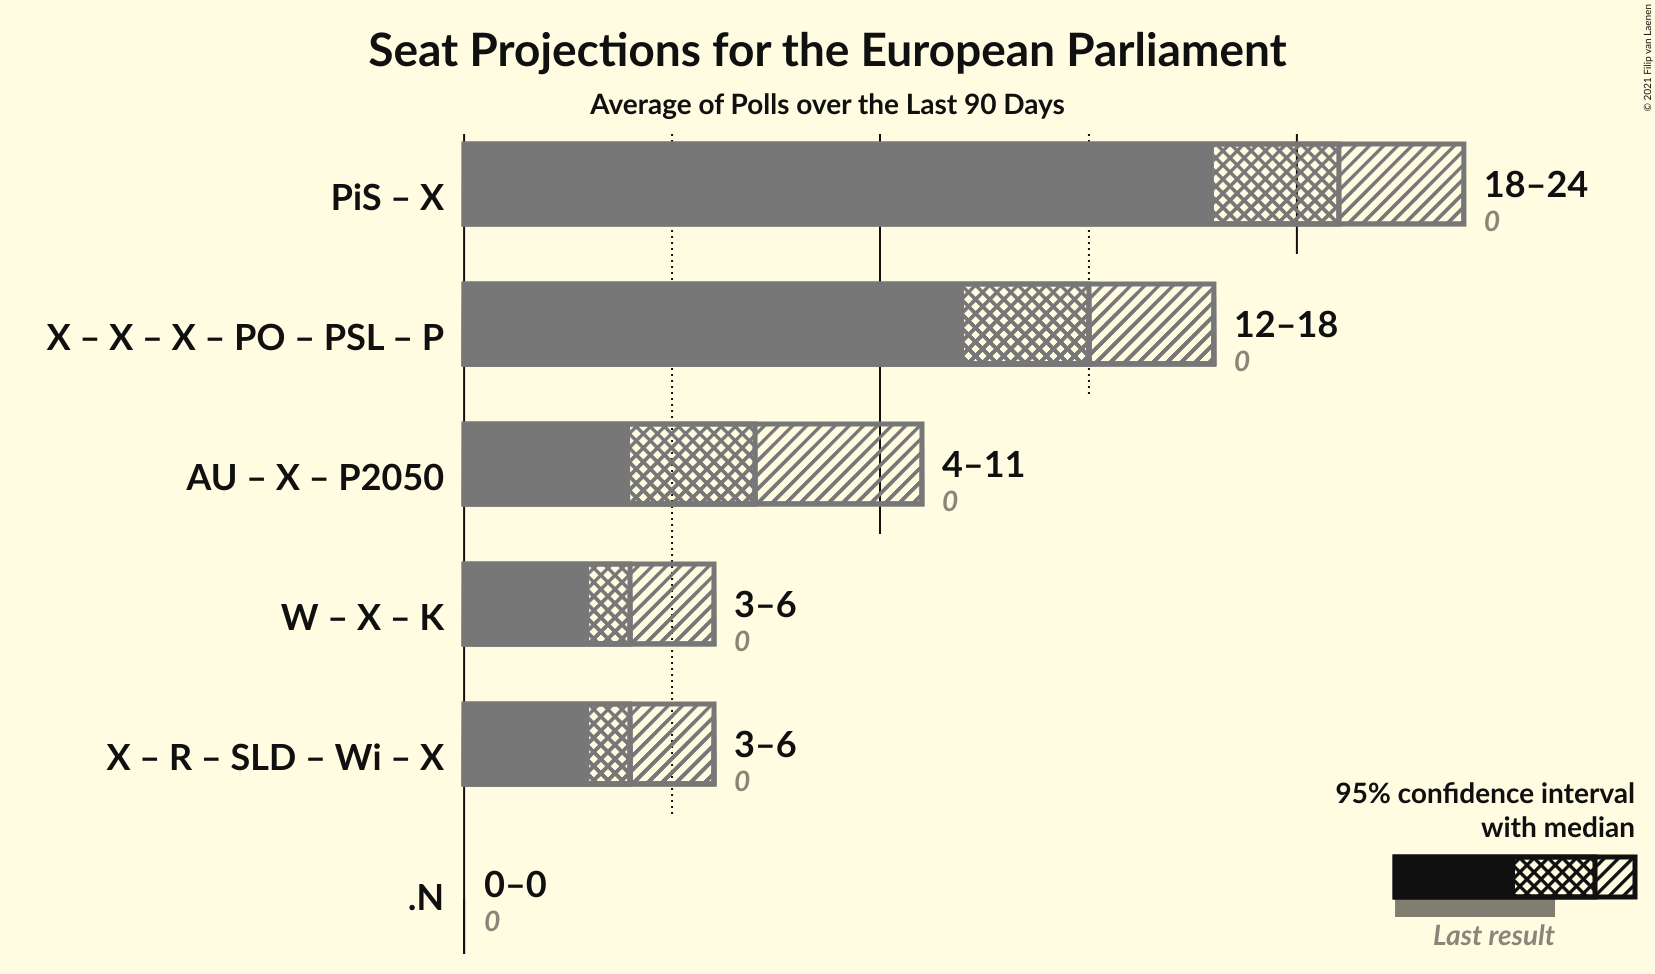 Seat Projections for the European Parliament
Average of Polls over the Last 90 Days
© 2021 Filip van Laenen
PiS – X
18–24
0
X – X – X – PO – PSL – P
12–18
0
AU – X – P2050
4–11
0
W – X – K
3–6
0
X – R – SLD – Wi – X
3–6
0
.N
0–0
0
95% confidence interval
with median
Last result